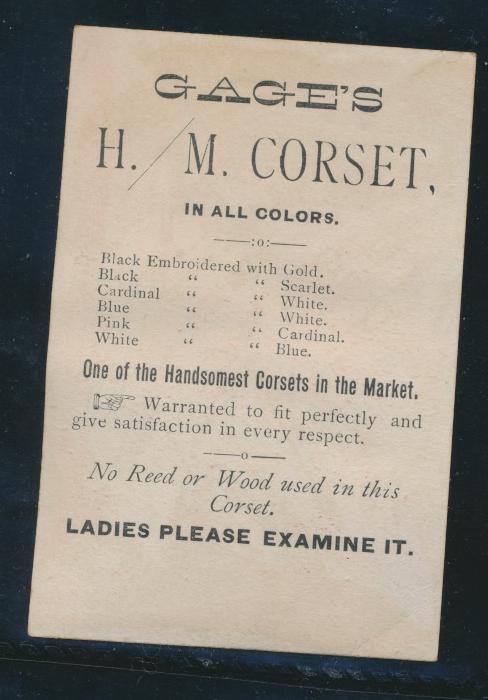 GAGE'S
H. / M. CORSET,
IN ALL COLORS.
——:o:——
Black Embroidered with Gold.
Black “ “ Scarlet.
Cardinal “ “ White.
Blue “ “ White.
Pink “ “ Cardinal.
White “ “ Blue.
One of the Handsomest Corsets in the Market.
☞ Warranted to fit perfectly and
give satisfaction in every respect.
——o——
No Reed or Wood used in this
Corset.
LADIES PLEASE EXAMINE IT.